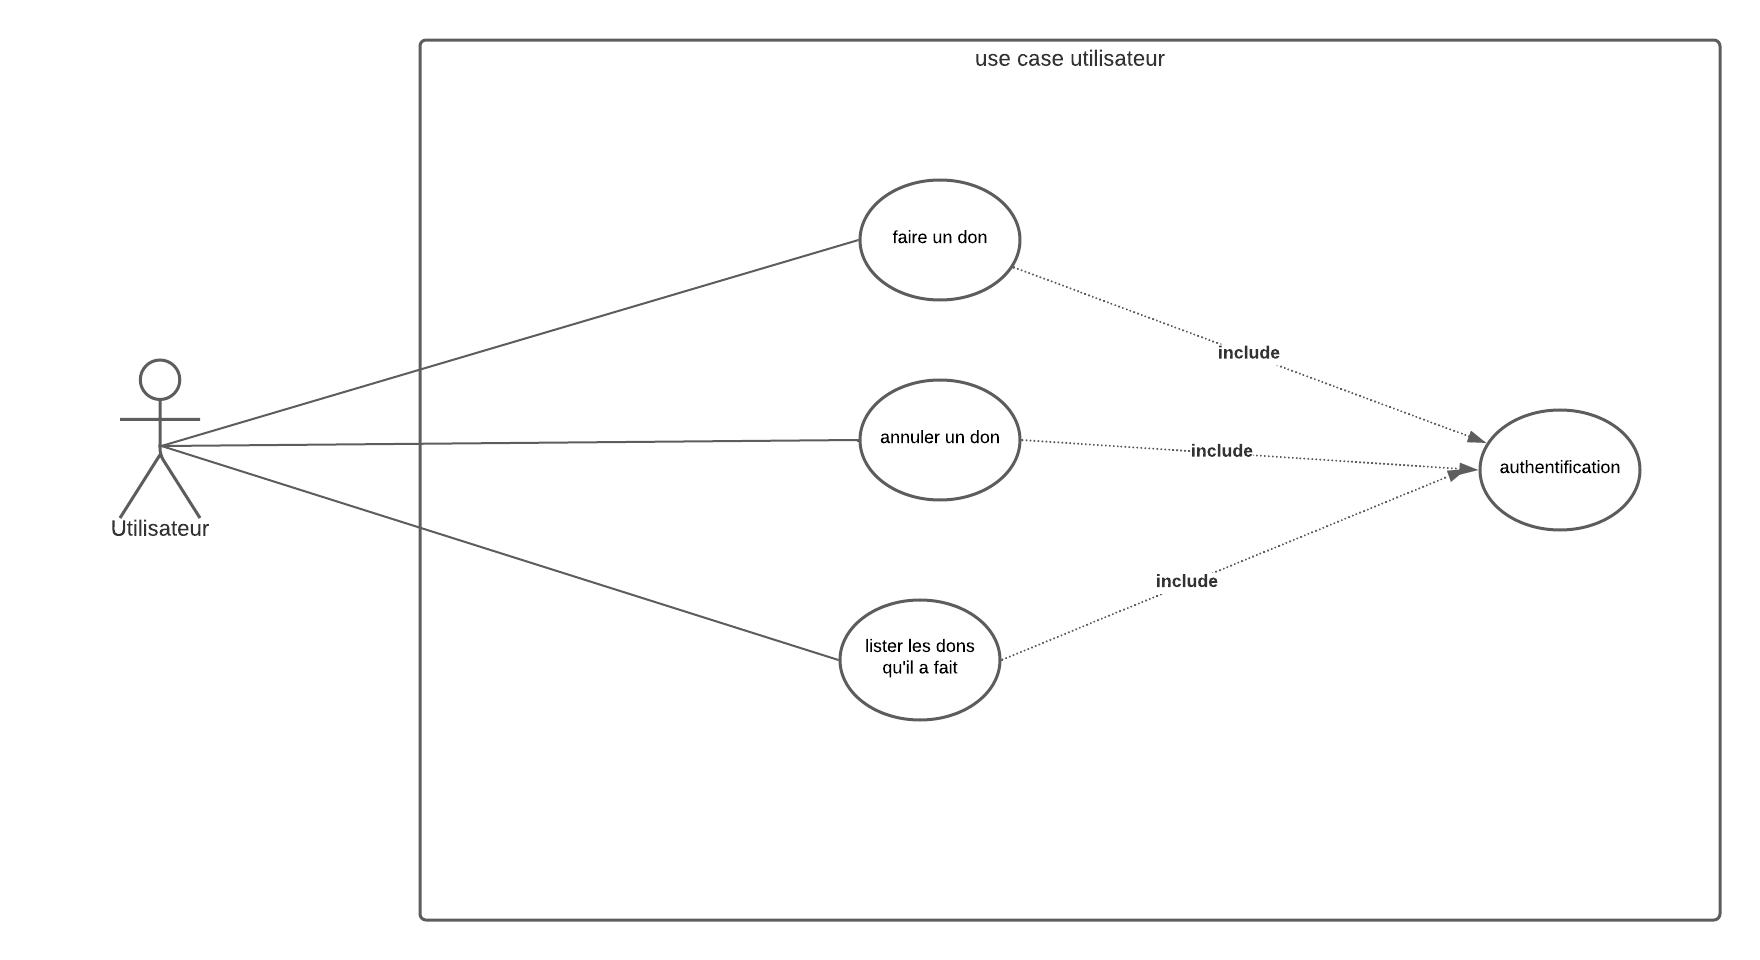 use case utilisateur
faire un don
include
annuler un don
include
authentification
Utilisateur
include
lister les dons
qu'il a fait